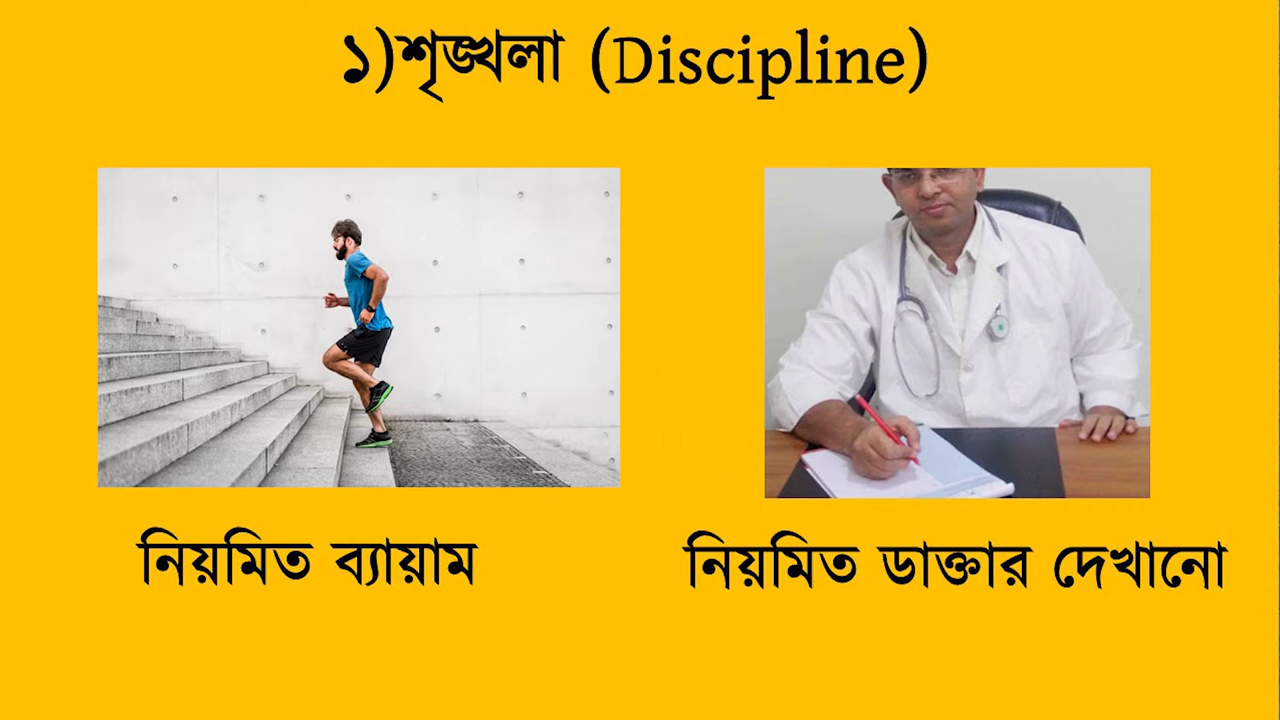 ১)শৃঙ্খলা (Discipline)
নিয়মিত ব্যায়াম
নিয়মিত ডাক্তার দেখানো